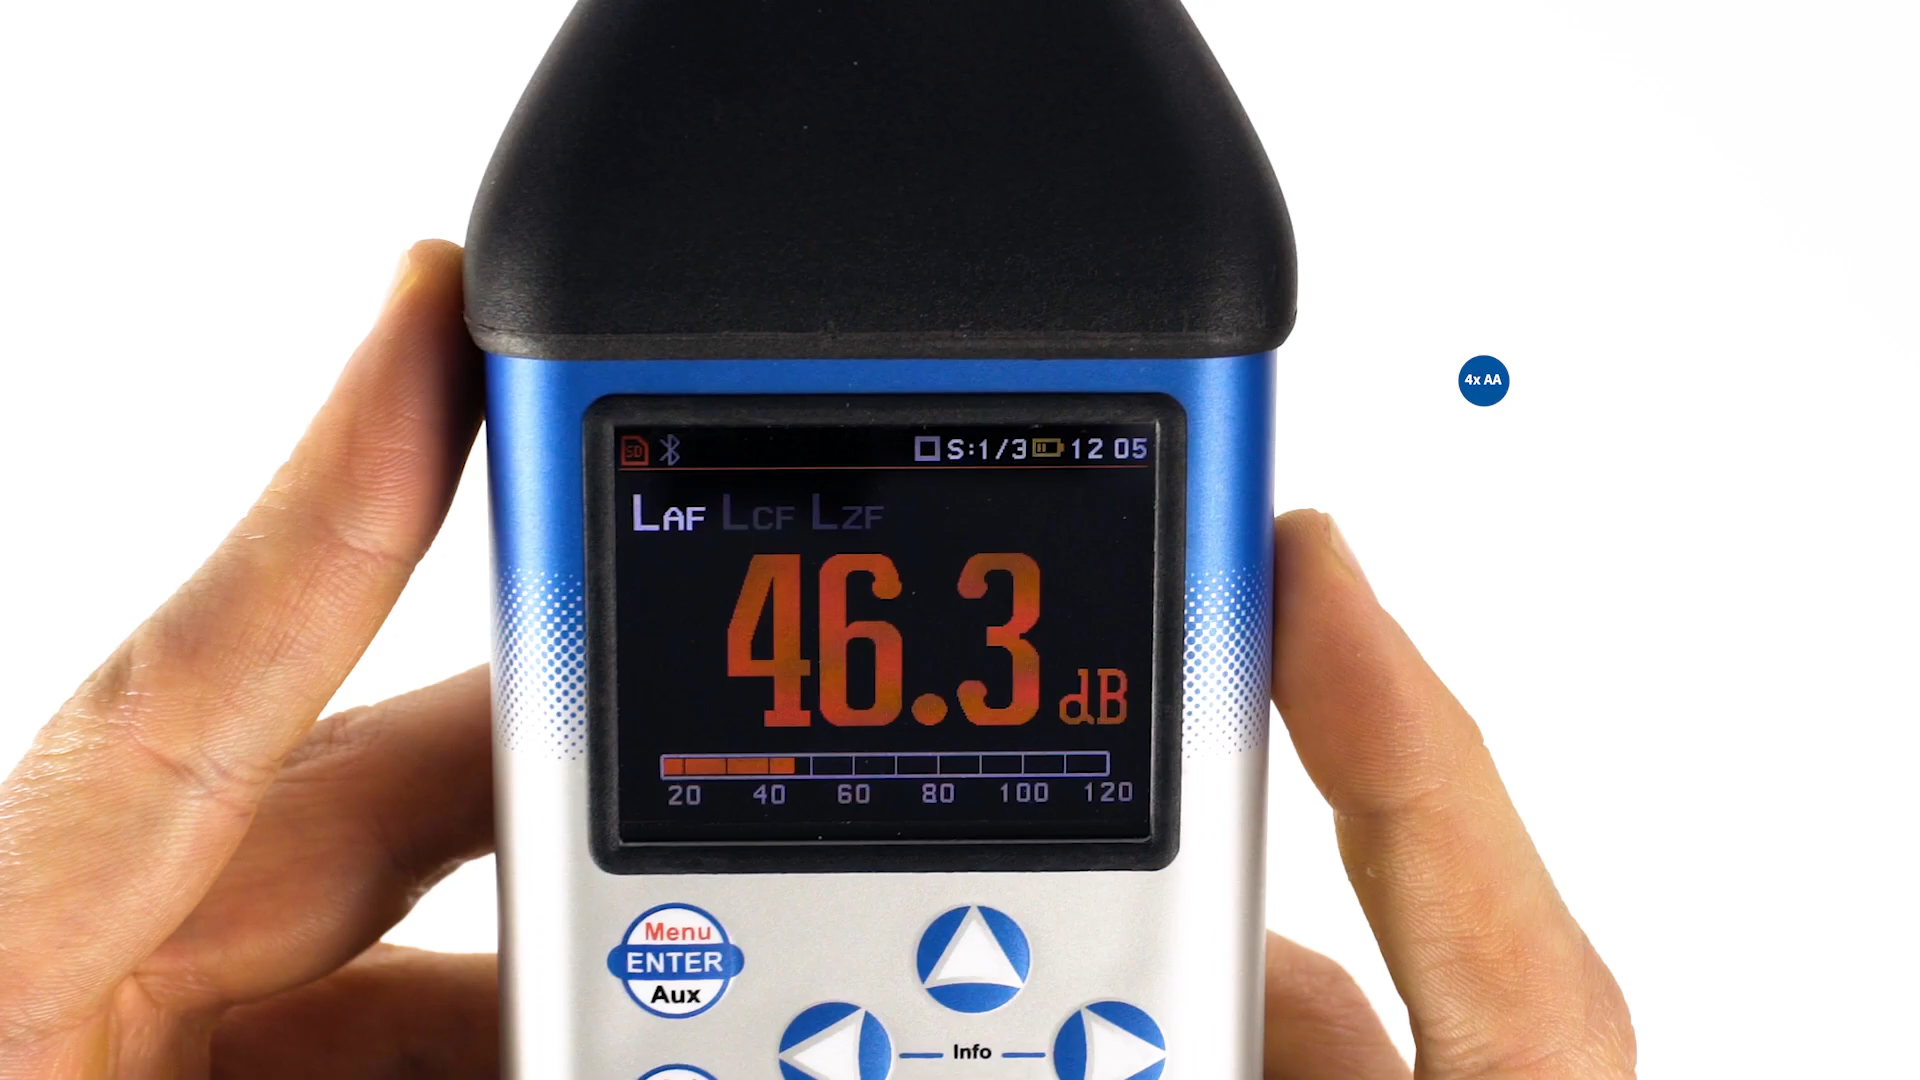 4x AA
SD S:1/3 12 05
LAF LCF LZF
46.3 dB
20 40 60 80 100 120
Menu
ENTER
Aux
Info